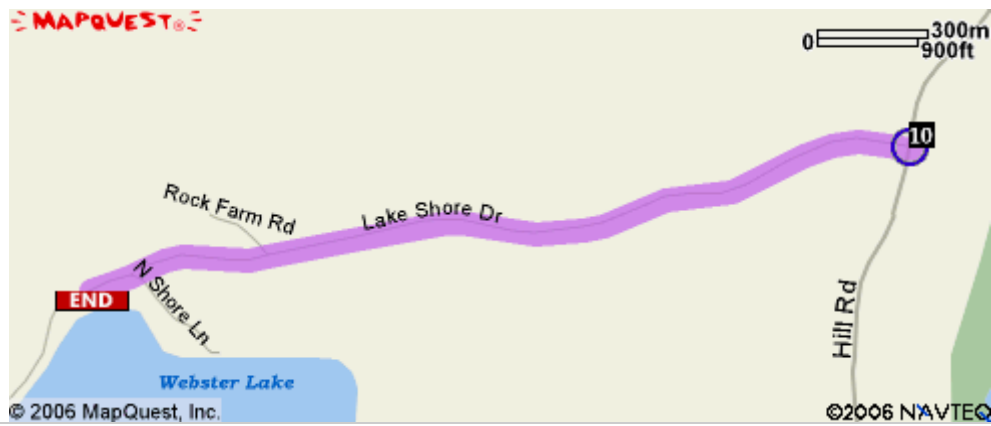 MAPQUEST®
0
300m
900ft
10
Rock Farm Rd
Lake Shore Dr
N Shore Ln
END
Hill Rd
Webster Lake
© 2006 MapQuest, Inc.
©2006 NAVTEQ